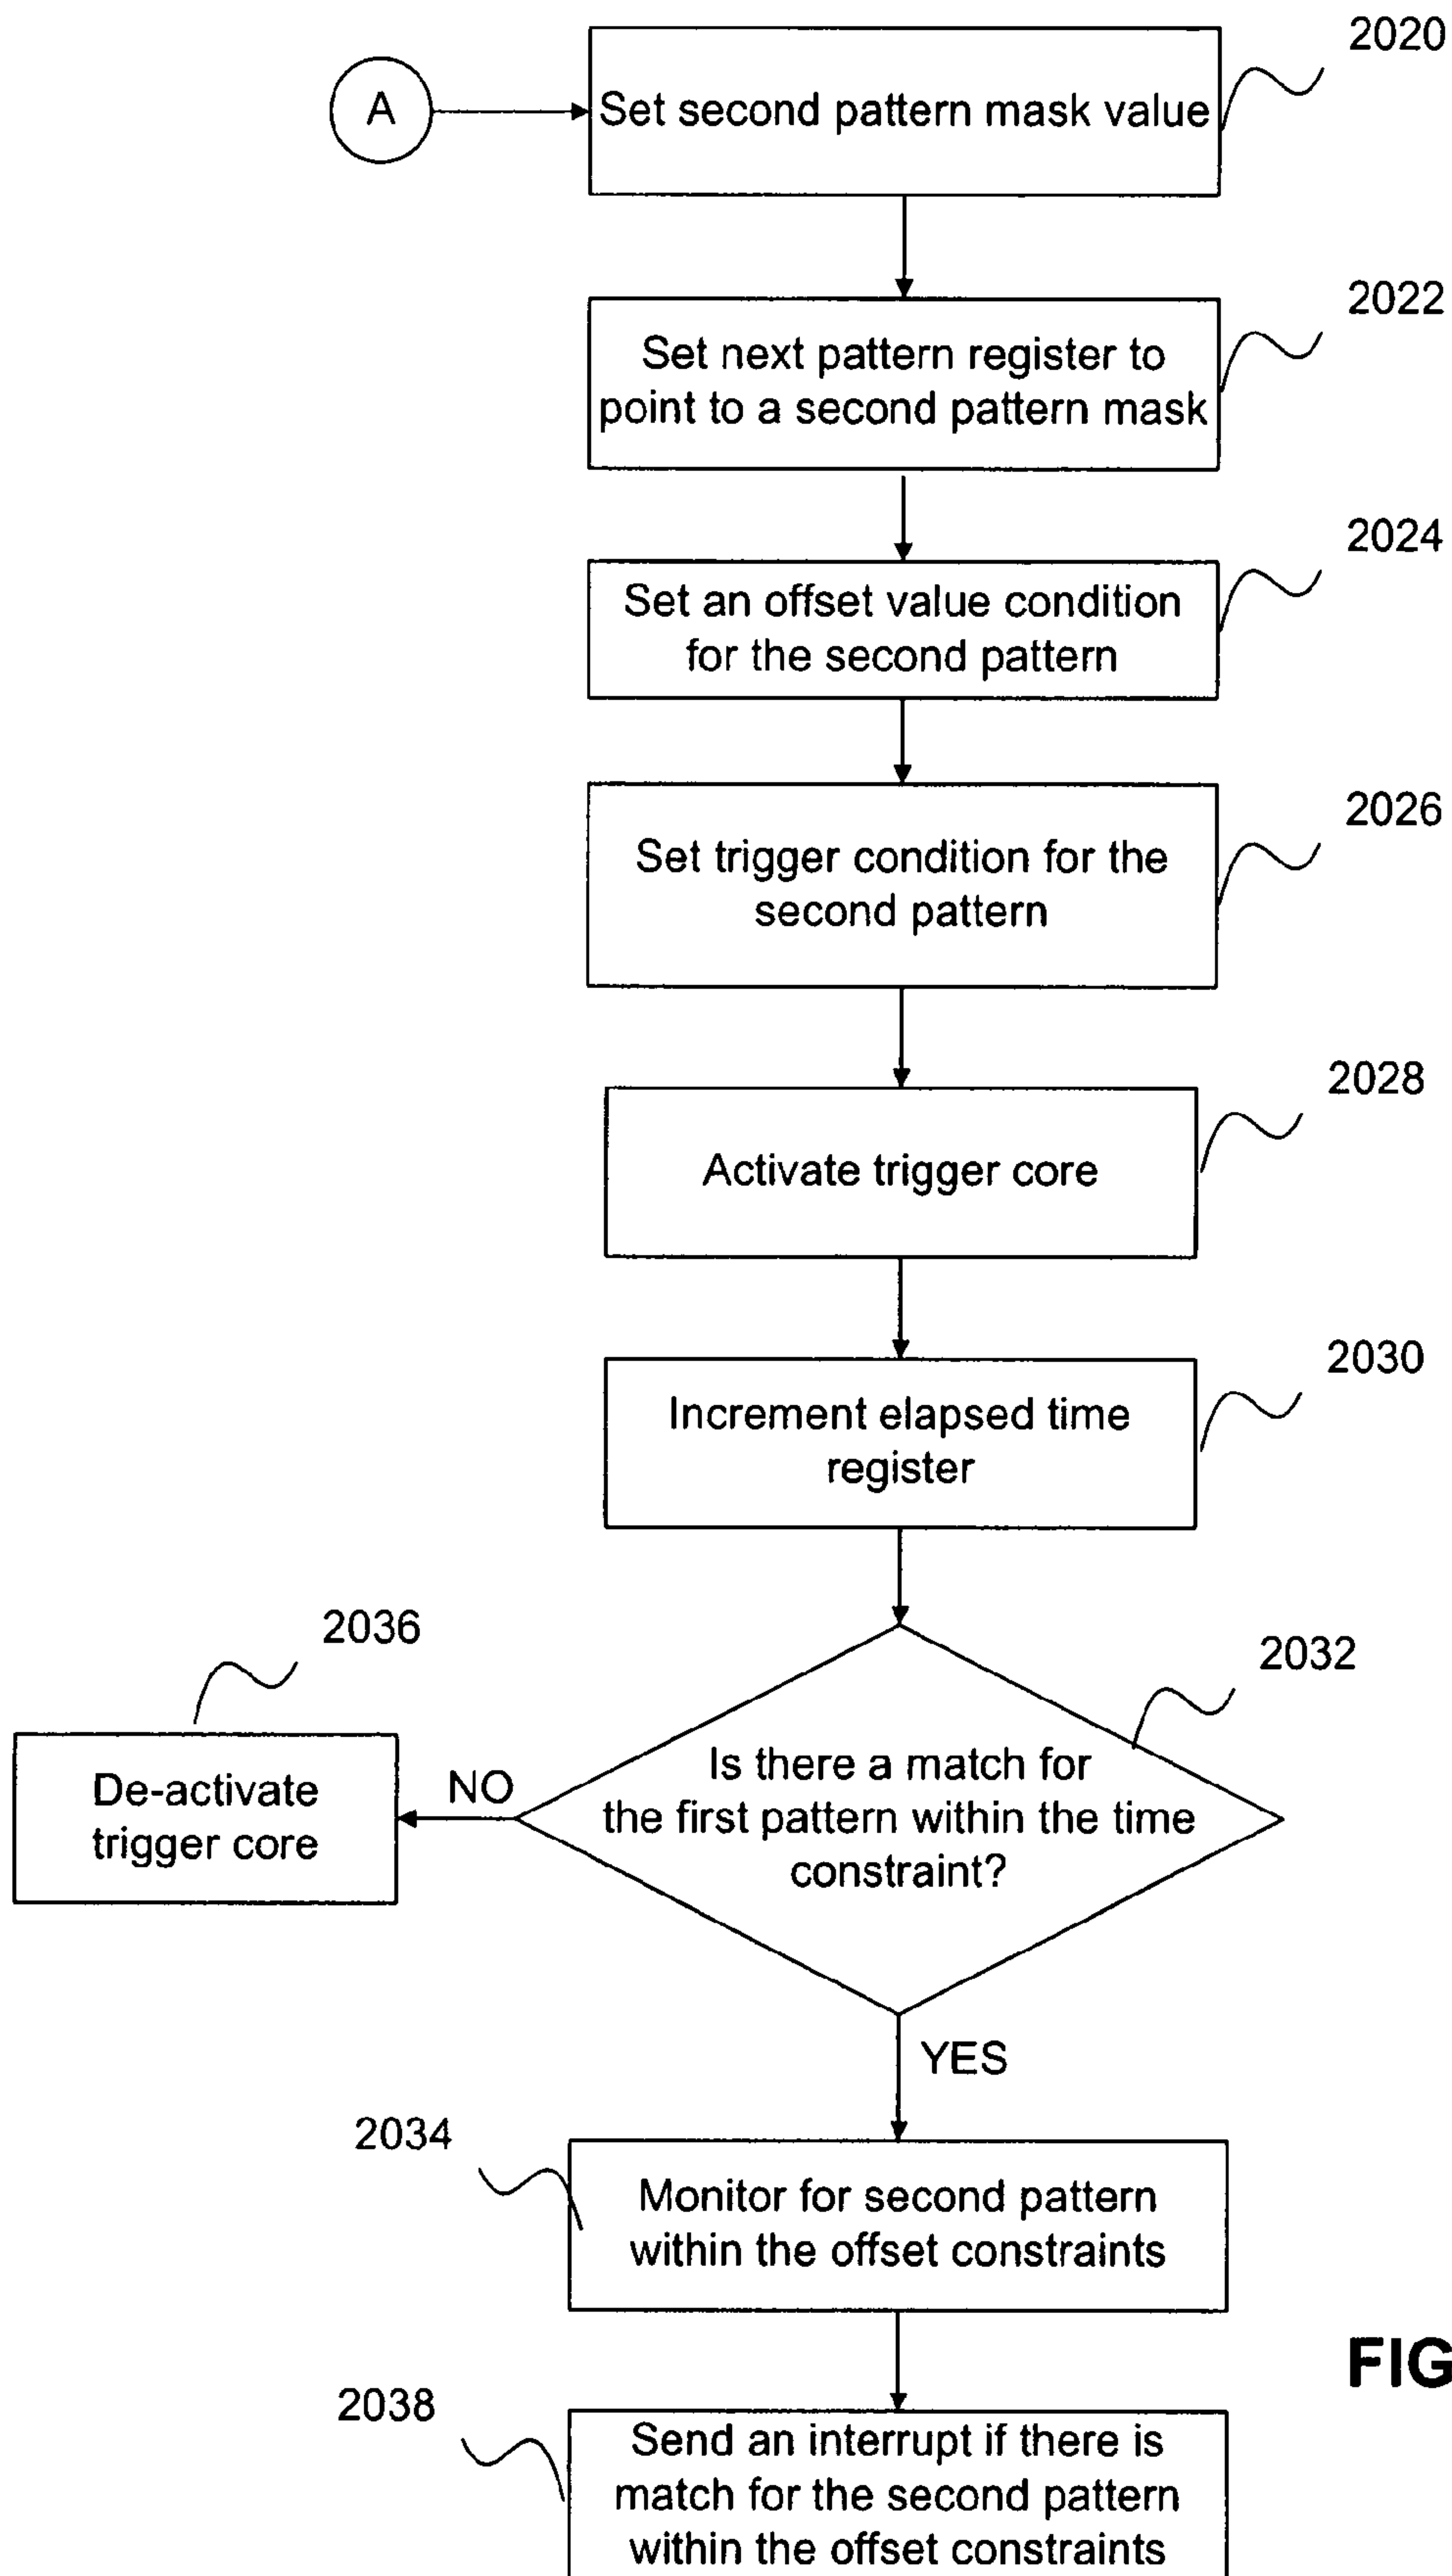 2020
A
Set second pattern mask value
2022
Set next pattern register to
point to a second pattern mask
2024
Set an offset value condition
for the second pattern
2026
Set trigger condition for the
second pattern
2028
Activate trigger core
2030
Increment elapsed time
register
2036
2032
De-activate
trigger core
NO
Is there a match for
the first pattern within the time
constraint?
YES
2034
Monitor for second pattern
within the offset constraints
FIG
2038
Send an interrupt if there is
match for the second pattern
within the offset constraints